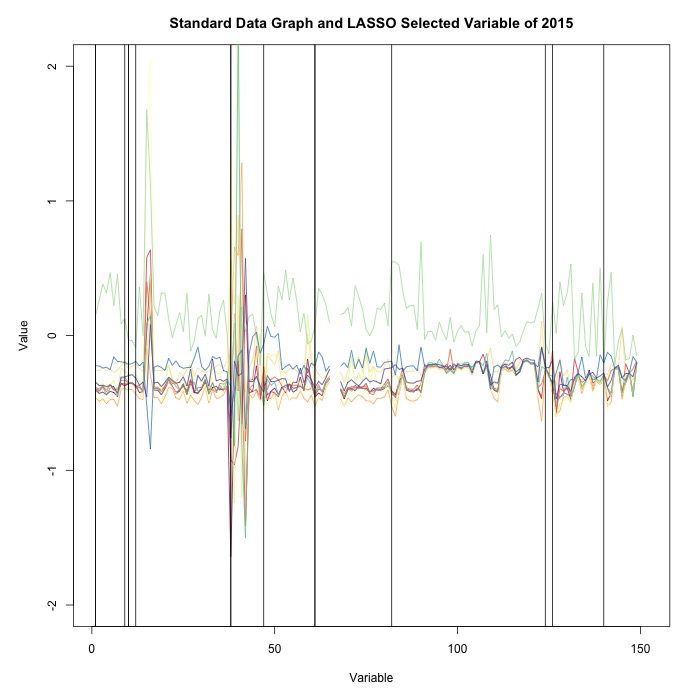 Standard Data Graph and LASSO Selected Variable of 2015
2
1
0
-1
-2
Value
0 50 100 150
Variable